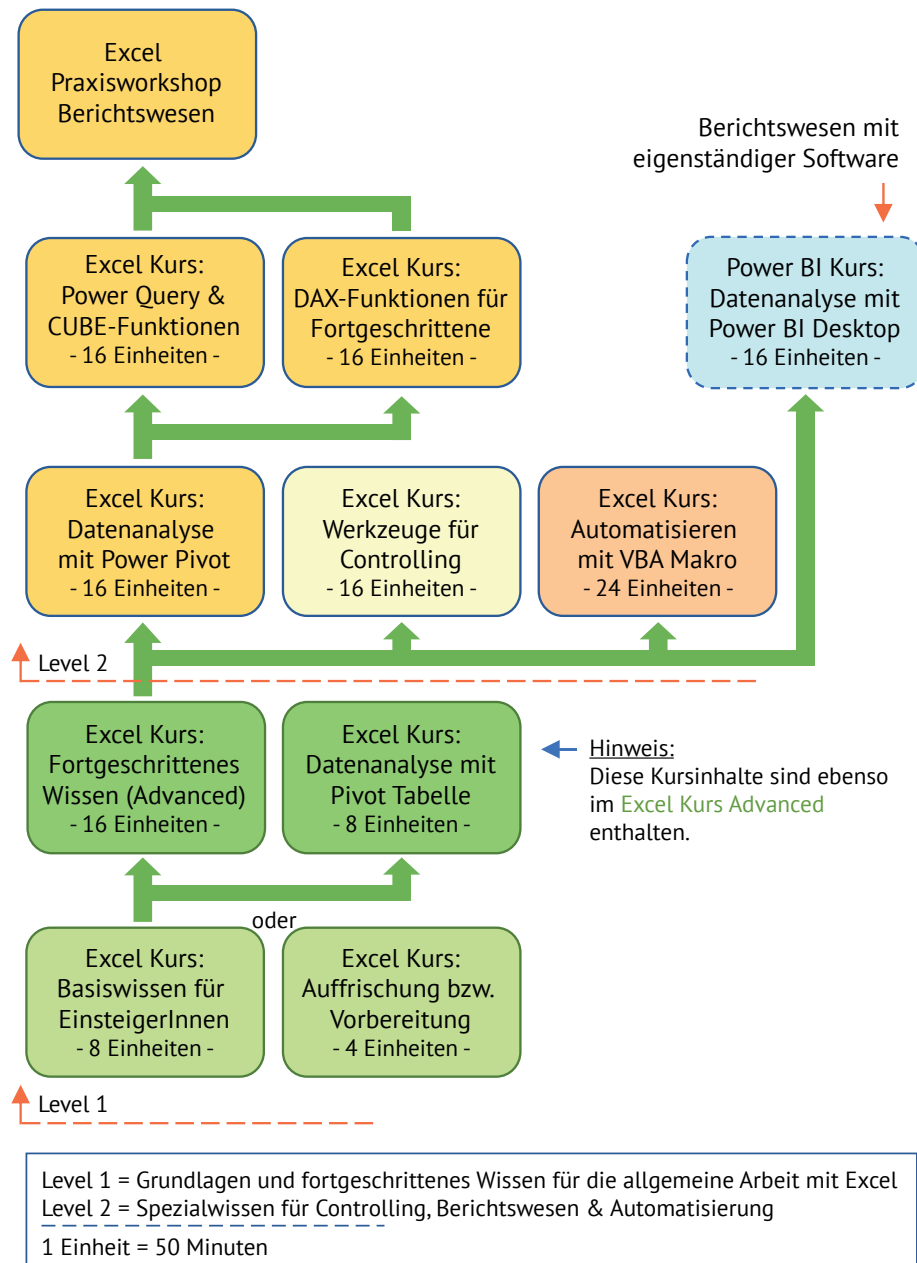 Excel
Praxisworkshop
Berichtswesen
Berichtswesen mit
eigenständiger Software
Excel Kurs:
Power Query &
CUBE-Funktionen
- 16 Einheiten -
Excel Kurs:
DAX-Funktionen für
Fortgeschrittene
- 16 Einheiten -
Power BI Kurs:
Datenanalyse mit
Power BI Desktop
- 16 Einheiten -
Excel Kurs:
Datenanalyse
mit Power Pivot
- 16 Einheiten -
Excel Kurs:
Werkzeuge für
Controlling
- 16 Einheiten -
Excel Kurs:
Automatisieren
mit VBA Makro
- 24 Einheiten -
Level 2
Excel Kurs:
Fortgeschrittenes
Wissen (Advanced)
- 16 Einheiten -
Excel Kurs:
Datenanalyse mit
Pivot Tabelle
- 8 Einheiten -
Hinweis:
Diese Kursinhalte sind ebenso
im Excel Kurs Advanced
enthalten.
oder
Excel Kurs:
Basiswissen für
EinsteigerInnen
- 8 Einheiten -
Excel Kurs:
Auffrischung bzw.
Vorbereitung
- 4 Einheiten -
Level 1
Level 1 = Grundlagen und fortgeschrittenes Wissen für die allgemeine Arbeit mit Excel
Level 2 = Spezialwissen für Controlling, Berichtswesen & Automatisierung
1 Einheit = 50 Minuten